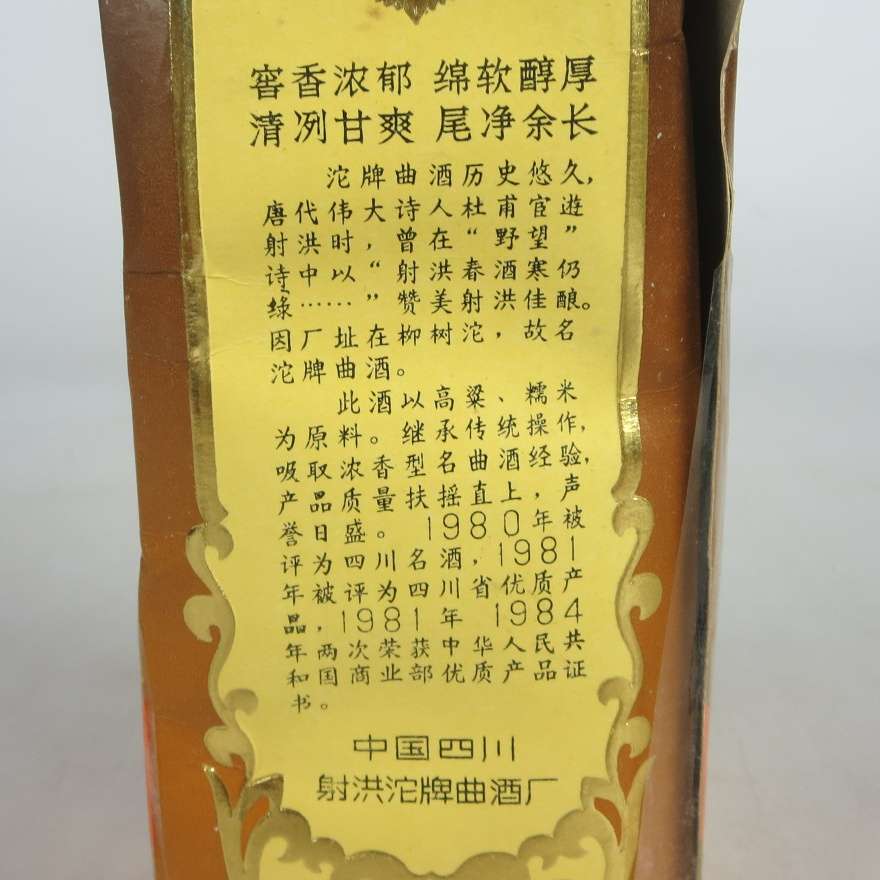 窖香浓郁 绵软醇厚
清冽甘爽 尾净余长
沱牌曲酒历史悠久,
唐代伟大诗人杜甫宦遊
射洪时,曾在“野望”
诗中以“射洪春酒寒仍
绿……”赞美射洪佳酿。
因厂址在柳树沱,故名
沱牌曲酒。
此酒以高粱、糯米
为原料。继承传统操作,
吸取浓香型名曲酒经验,
产品质量扶摇直上,声
誉日盛。1980年被
评为四川名酒,1981
年被评为四川省优质产
品,1981年 1984
年两次荣获中华人民共
和国商业部优质产品证
书。
中国四川
射洪沱牌曲酒厂